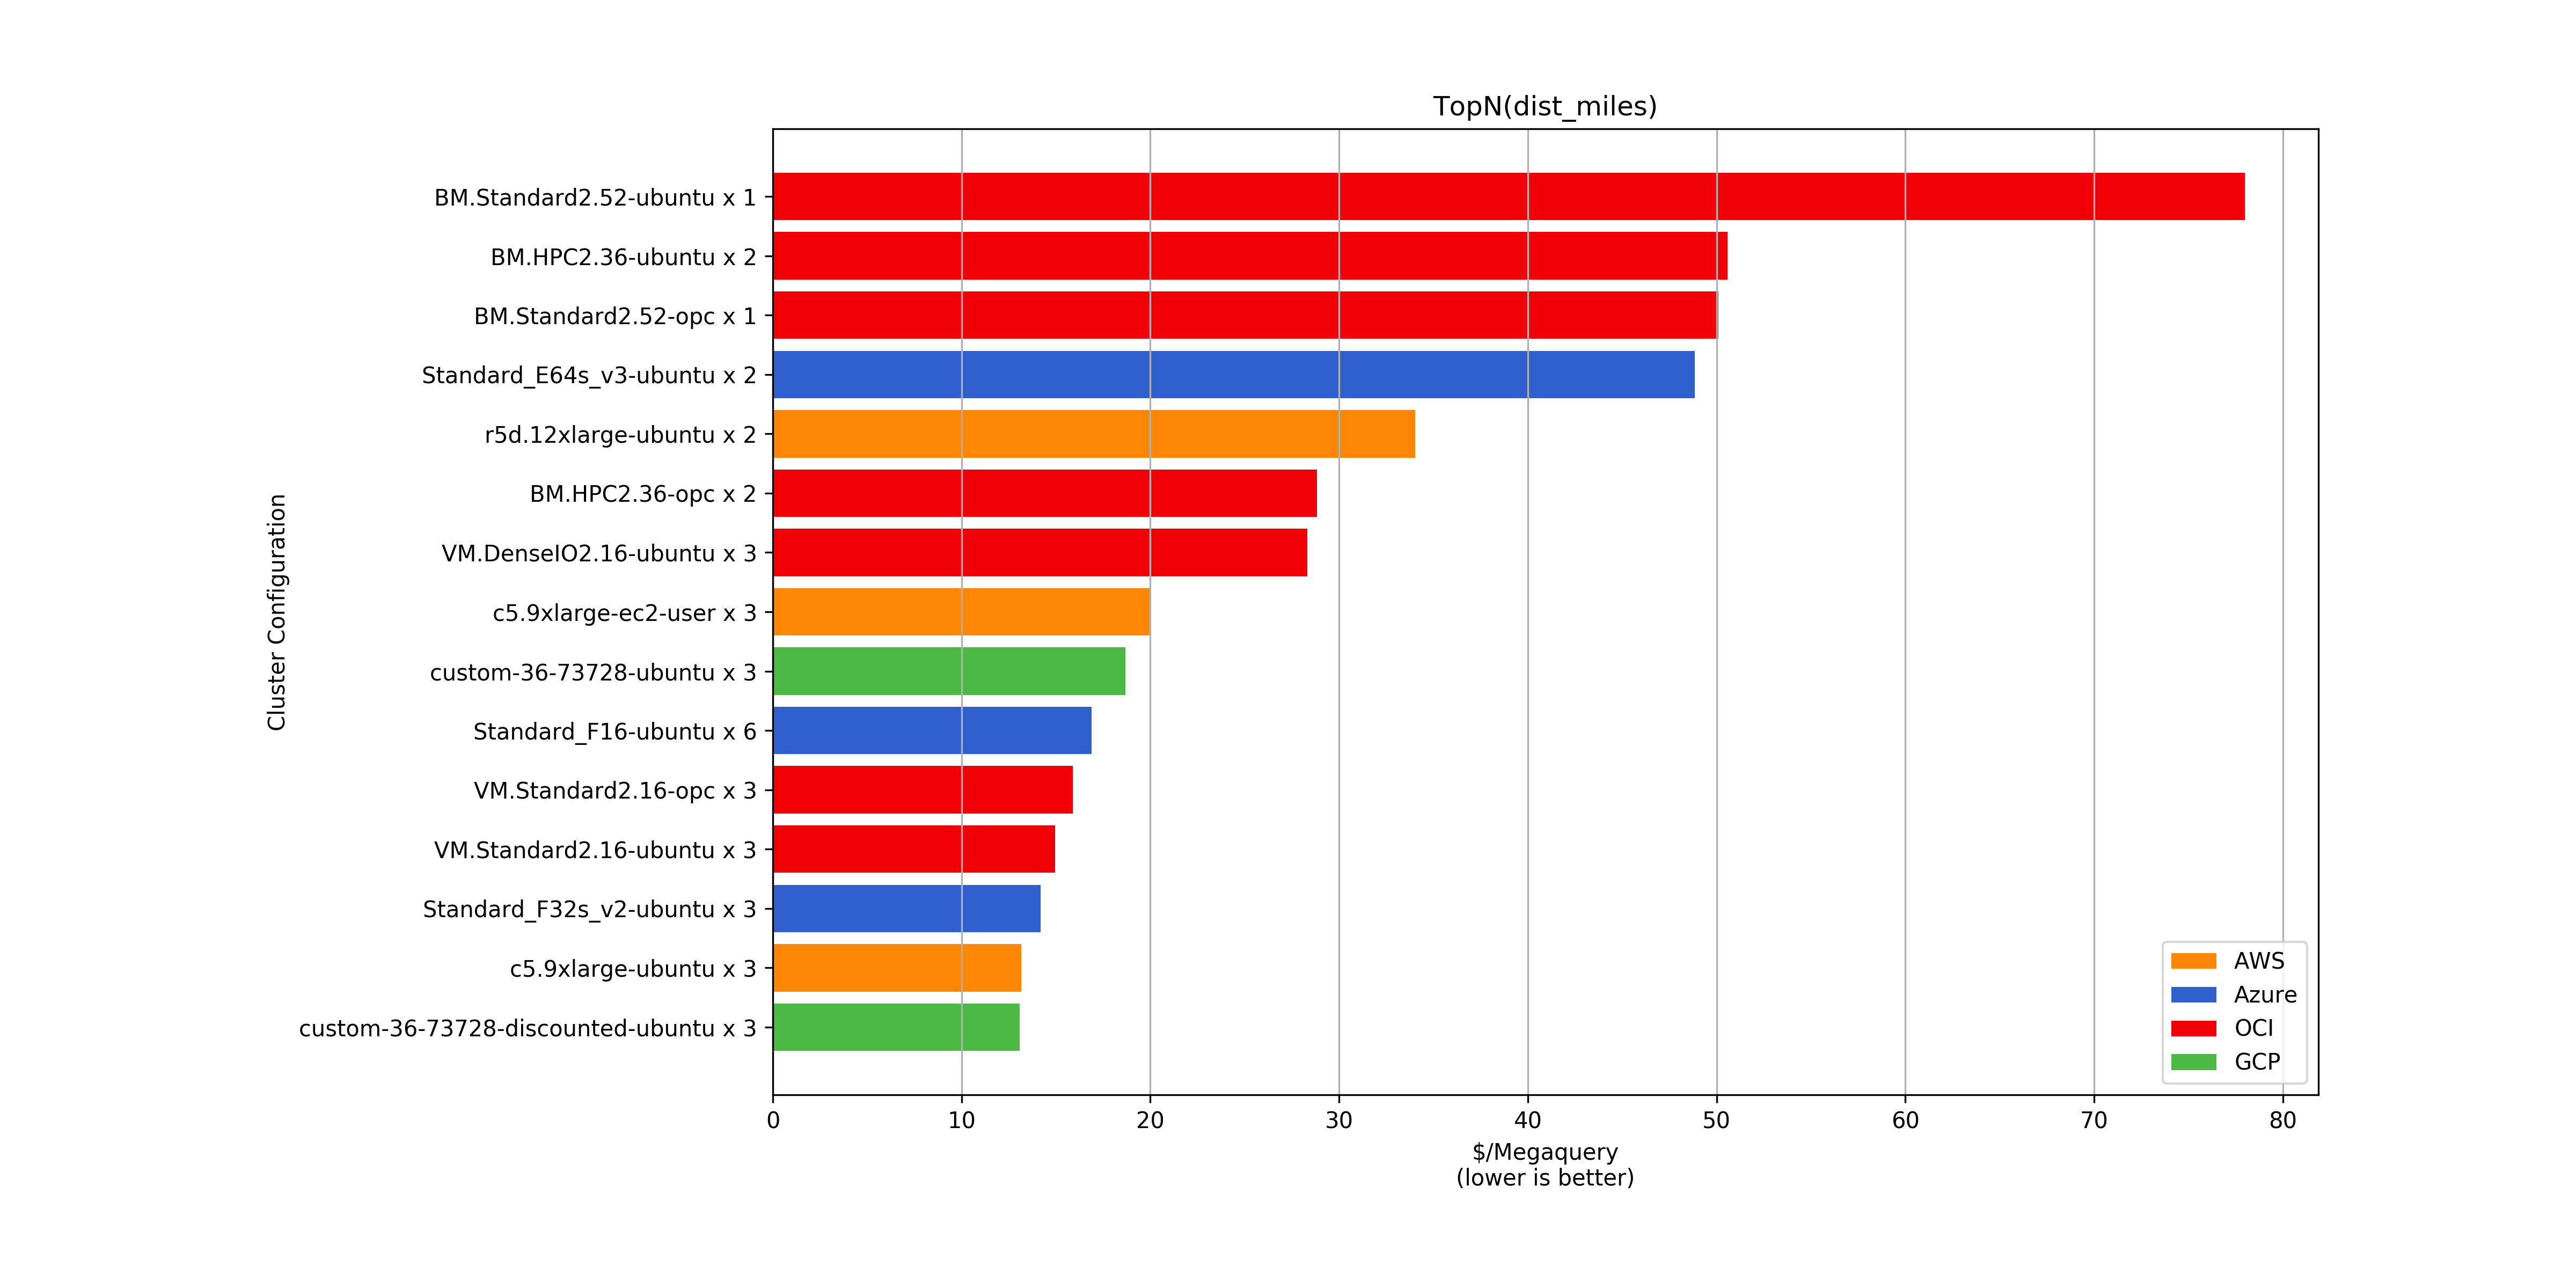 TopN(dist_miles)
BM.Standard2.52-ubuntu x 1
BM.HPC2.36-ubuntu x 2
BM.Standard2.52-opc x 1
Standard_E64s_v3-ubuntu x 2
r5d.12xlarge-ubuntu x 2
BM.HPC2.36-opc x 2
VM.DenseIO2.16-ubuntu x 3
c5.9xlarge-ec2-user x 3
custom-36-73728-ubuntu x 3
Standard_F16-ubuntu x 6
VM.Standard2.16-opc x 3
VM.Standard2.16-ubuntu x 3
Standard_F32s_v2-ubuntu x 3
c5.9xlarge-ubuntu x 3
custom-36-73728-discounted-ubuntu x 3
Cluster Configuration
AWS
Azure
OCI
GCP
0 10 20 30 40 50 60 70 80
$/Megaquery
(lower is better)